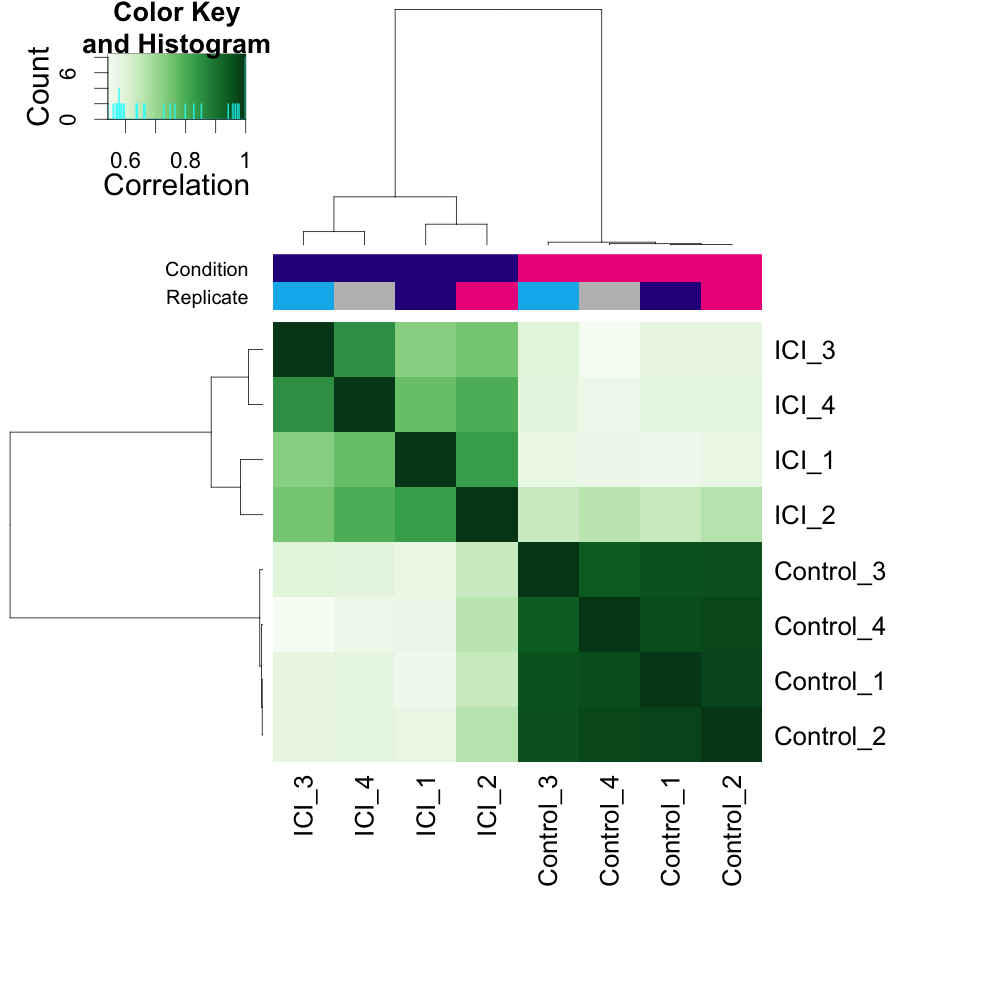 Color Key
and Histogram
Count
0 6
0.6 0.8 1
Correlation
Condition
Replicate
ICI_3
ICI_4
ICI_1
ICI_2
Control_3
Control_4
Control_1
Control_2
ICI_3 ICI_4 ICI_1 ICI_2 Control_3 Control_4 Control_1 Control_2